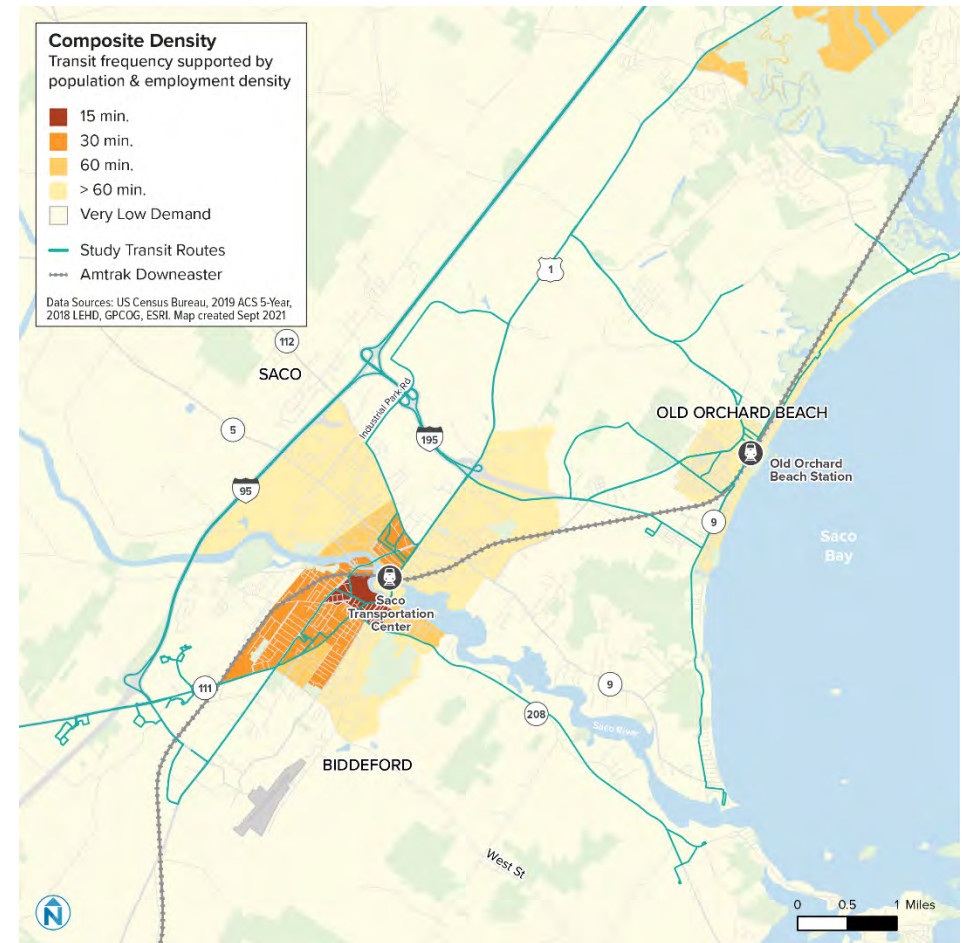 Composite Density
Transit frequency supported by
population & employment density
15 min.
30 min.
60 min.
> 60 min.
Very Low Demand
Study Transit Routes
Amtrak Downeaster
Data Sources: US Census Bureau, 2019 ACS 5-Year,
2018 LEHD, GPCOG, ESRI. Map created Sept 2021
1
112
SACO
Industrial Park Rd
OLD ORCHARD BEACH
5
195
Old Orchard
Beach Station
95
9
Saco
Bay
Saco
Transportation
Center
111
9
208
Saco River
BIDDEFORD
West St
N
0 0.5 1 Miles